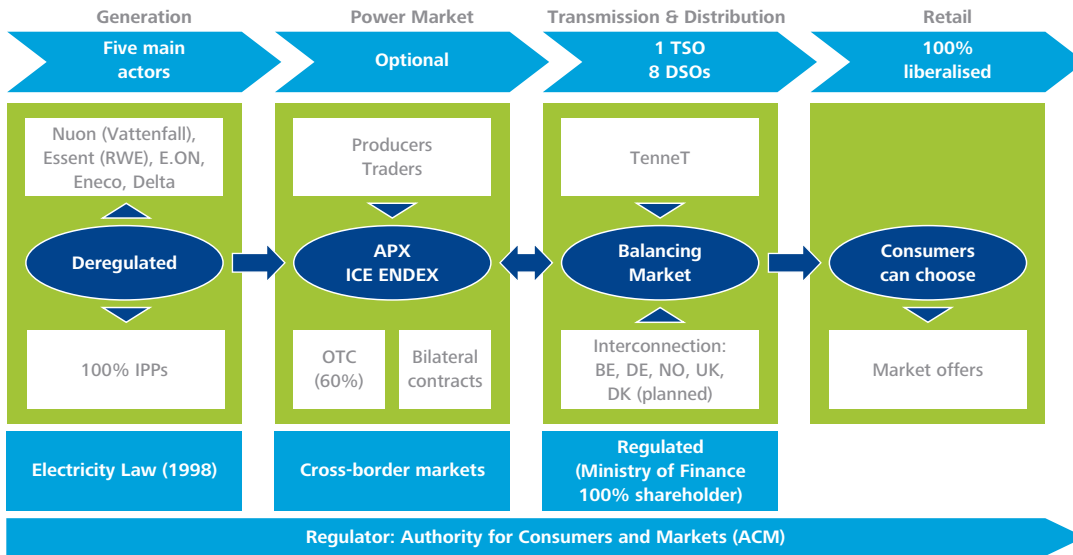 Generation
Power Market
Transmission & Distribution
Retail
Five main
actors
Optional
1 TSO
8 DSOs
100%
liberalised
Nuon (Vattenfall),
Essent (RWE), E.ON,
Eneco, Delta
Producers
Traders
TenneT
Deregulated
APX
ICE ENDEX
Balancing
Market
Consumers
can choose
100% IPPs
OTC
(60%)
Bilateral
contracts
Interconnection:
BE, DE, NO, UK,
DK (planned)
Market offers
Electricity Law (1998)
Cross-border markets
Regulated
(Ministry of Finance
100% shareholder)
Regulator: Authority for Consumers and Markets (ACM)